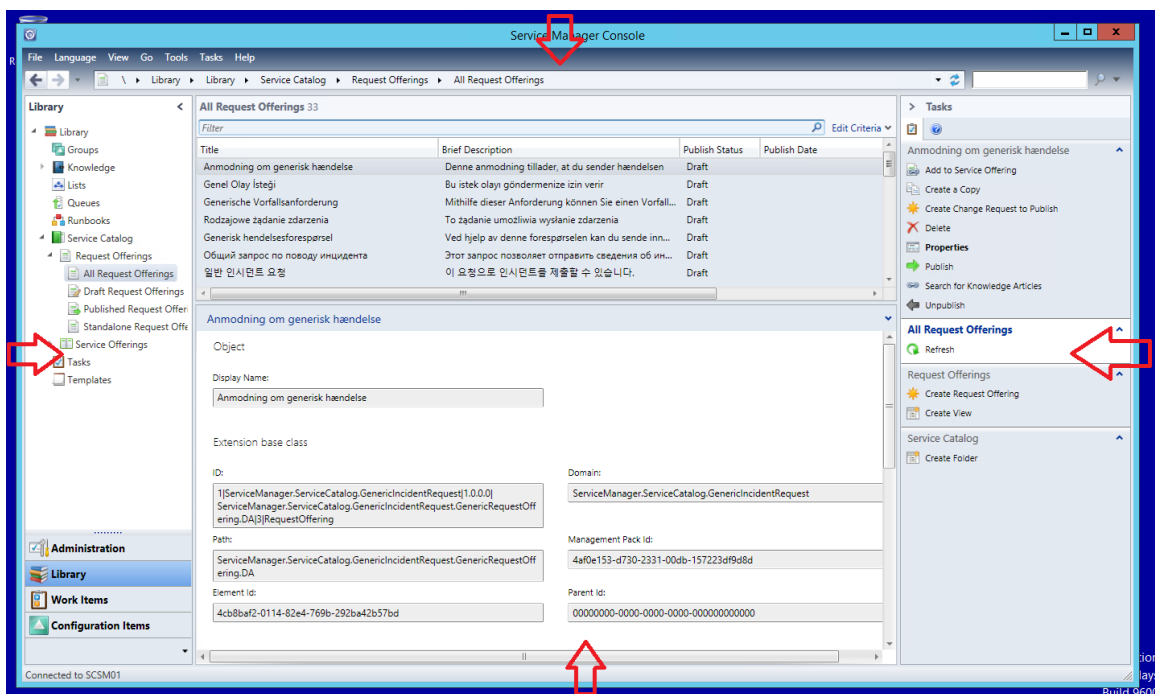 Service Manager Console
File Language View Go Tools Tasks Help
\ Library Library Service Catalog Request Offerings All Request Offerings
Library
Library
Groups
Knowledge
Lists
Queues
Runbooks
Service Catalog
Request Offerings
All Request Offerings
Draft Request Offerings
Published Request Offeri
Standalone Request Offe
Service Offerings
Tasks
Templates
Administration
Library
Work Items
Configuration Items
All Request Offerings 33
Filter
Edit Criteria
Title Brief Description Publish Status Publish Date
Anmodning om generisk hændelse Denne anmodning tillader, at du sender hændelsen Draft
Genel Olay İsteği Bu istek olayı göndermenize izin verir Draft
Generische Vorfallsanforderung Mithilfe dieser Anforderung können Sie einen Vorfall... Draft
Rodzajowe żądanie zdarzenia To żądanie umożliwia wysłanie zdarzenia Draft
Generisk hendelsesforespørsel Ved hjelp av denne forespørselen kan du sende inn... Draft
Общий запрос по поводу инцидента Этот запрос позволяет отправить сведения об ин... Draft
일반 인시던트 요청 이 요청으로 인시던트를 제출할 수 있습니다. Draft
Anmodning om generisk hændelse
Object
Display Name:
Anmodning om generisk hændelse
Extension base class
ID: Domain:
1|ServiceManager.ServiceCatalog.GenericIncidentRequest|1.0.0.0|
ServiceManager.ServiceCatalog.GenericIncidentRequest.GenericRequestOff
ering.DA|3|RequestOffering
ServiceManager.ServiceCatalog.GenericIncidentRequest
Path: Management Pack Id:
ServiceManager.ServiceCatalog.GenericIncidentRequest.GenericRequestOff
ering.DA
4af0e153-d730-2331-00db-157223df9d8d
Element Id: Parent Id:
4cb8baf2-0114-82e4-769b-292ba42b57bd 00000000-0000-0000-0000-000000000000
Tasks
Anmodning om generisk hændelse
Add to Service Offering
Create a Copy
Create Change Request to Publish
Delete
Properties
Publish
Search for Knowledge Articles
Unpublish
All Request Offerings
Refresh
Request Offerings
Create Request Offering
Create View
Service Catalog
Create Folder
Connected to SCSM01
R
tion
lays
Build 9600